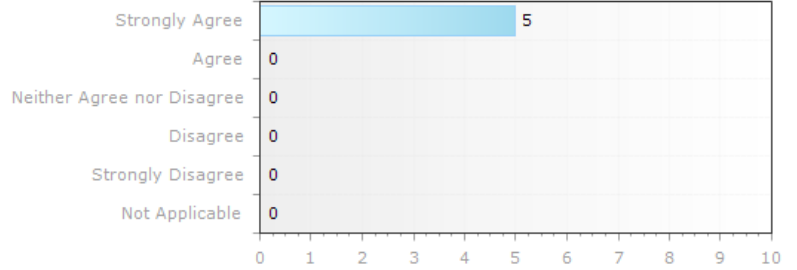 Strongly Agree 5
Agree 0
Neither Agree nor Disagree 0
Disagree 0
Strongly Disagree 0
Not Applicable 0
0 1 2 3 4 5 6 7 8 9 10